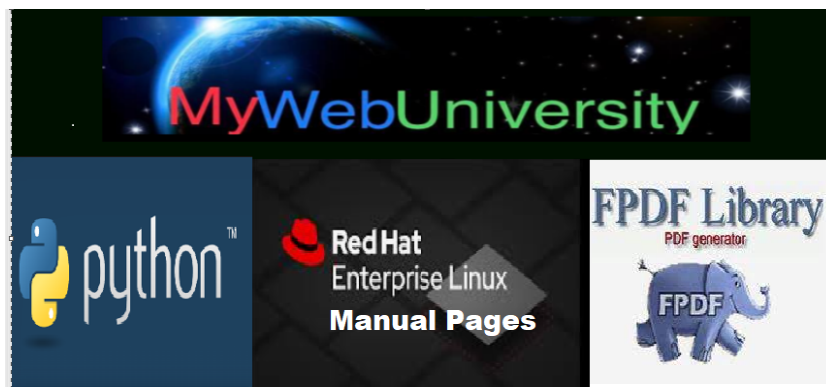 MyWebUniversity
python™
Red Hat
Enterprise Linux
Manual Pages
FPDF Library
PDF generator
FPDF